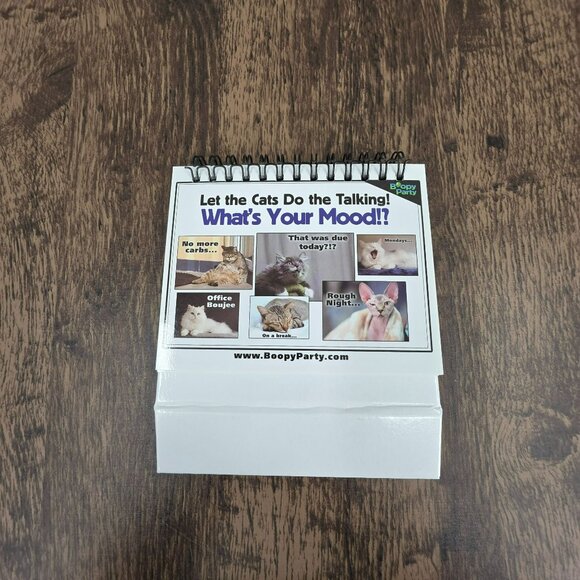 Boopy
Party
Let the Cats Do the Talking!
What's Your Mood!?
No more
carbs...
That was due
today?!?
Mondays...
Office
Boujee
On a break...
Rough
Night...
www.BoopyParty.com